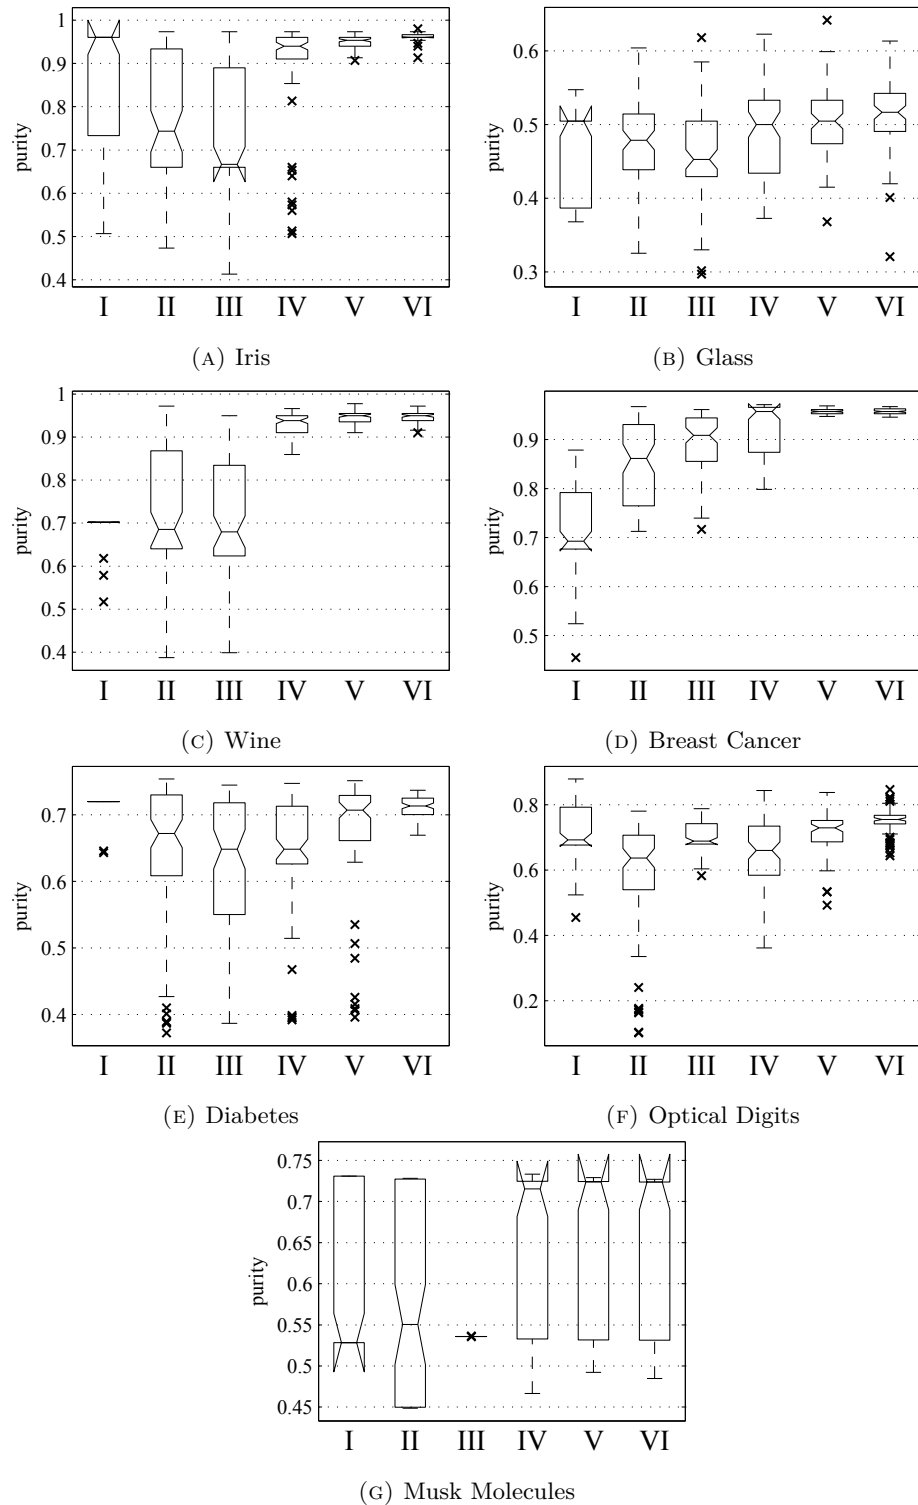 1
0.9
0.8
0.7
0.6
0.5
0.4
purity
I II III IV V VI
(A) Iris
0.6
0.5
0.4
0.3
purity
I II III IV V VI
(B) Glass
1
0.9
0.8
0.7
0.6
0.5
0.4
purity
I II III IV V VI
(C) Wine
0.9
0.8
0.7
0.6
0.5
purity
I II III IV V VI
(D) Breast Cancer
0.7
0.6
0.5
0.4
purity
I II III IV V VI
(E) Diabetes
0.8
0.6
0.4
0.2
purity
I II III IV V VI
(F) Optical Digits
0.75
0.7
0.65
0.6
0.55
0.5
0.45
purity
I II III IV V VI
(G) Musk Molecules